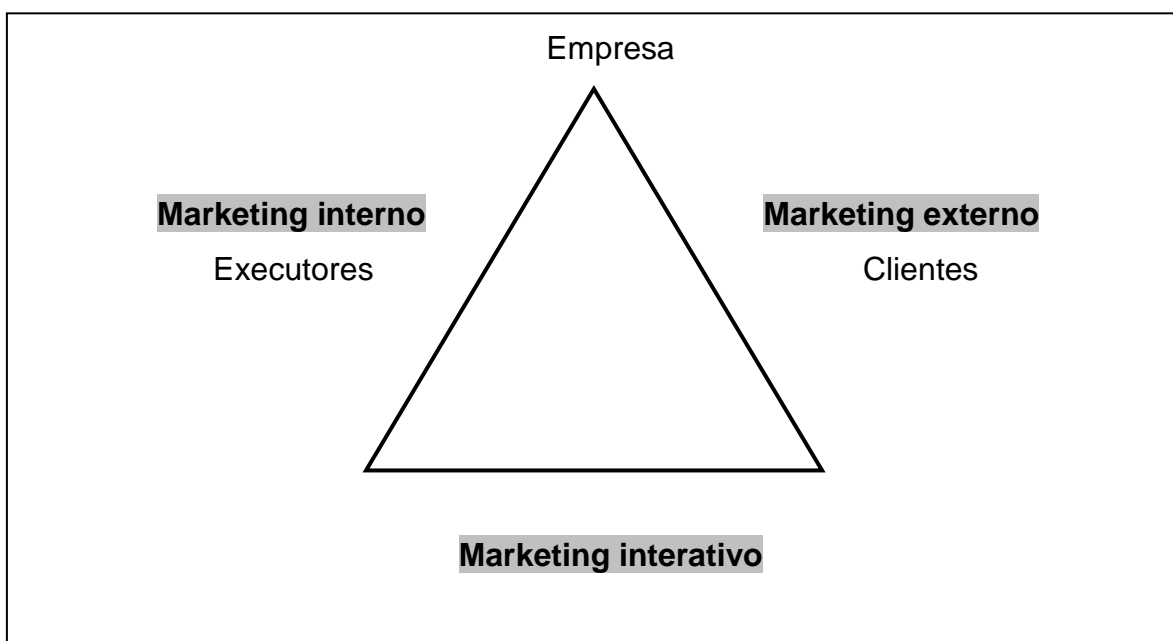 Empresa
Marketing interno
Marketing externo
Executores
Clientes
Marketing interativo